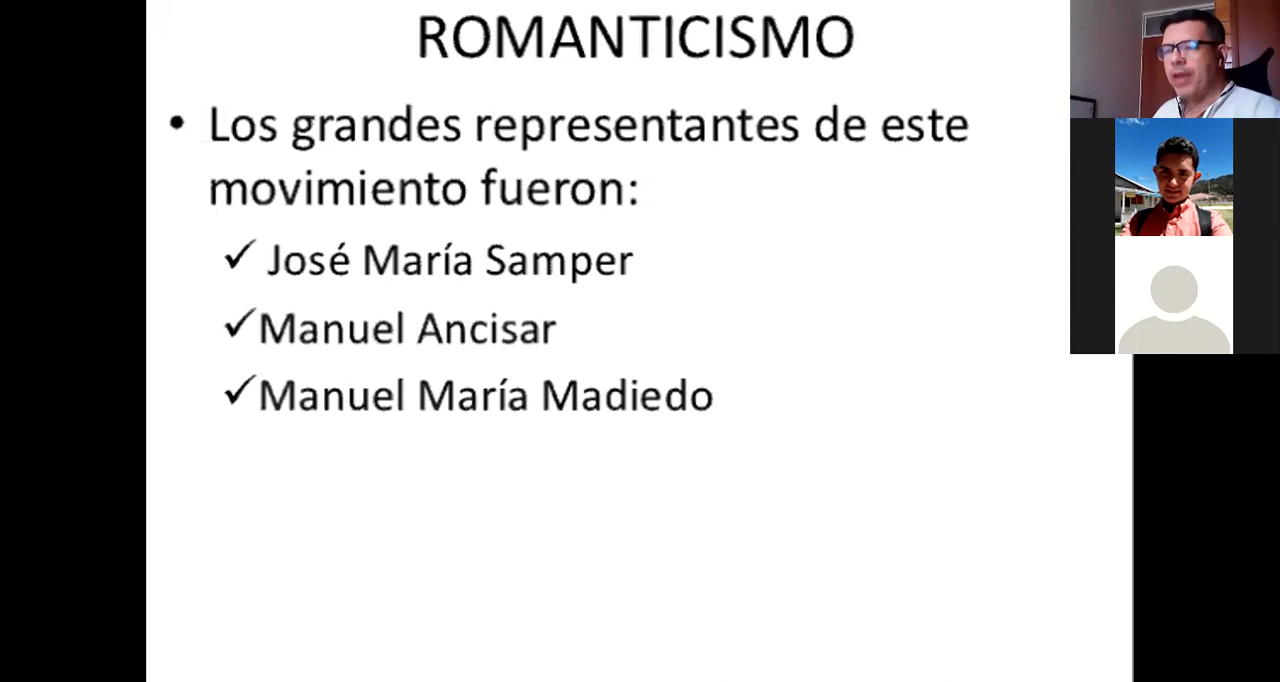 ROMANTICISMO
• Los grandes representantes de este
movimiento fueron:
✓ José María Samper
✓Manuel Ancisar
✓Manuel María Madiedo